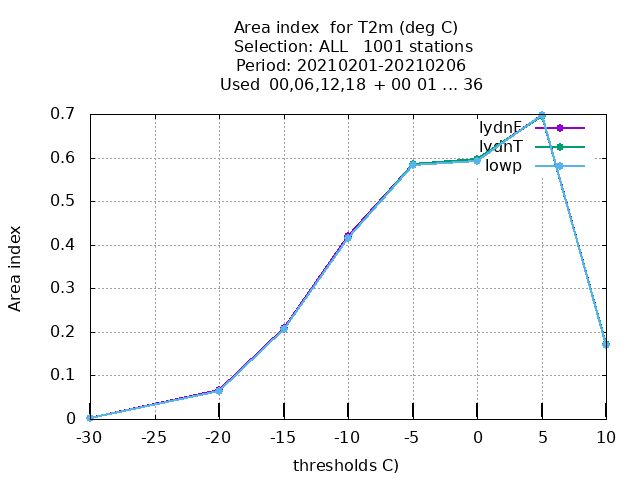 Area index  for T2m (deg C)
Selection: ALL   1001 stations
Period: 20210201-20210206
Used  00,06,12,18  + 00 01 ... 36
0.7
0.6
0.5
0.4
0.3
0.2
0.1
0
Area index
lydnF
lydnT
lowp
-30
-25
-20
-15
-10
-5
0
5
10
thresholds C)